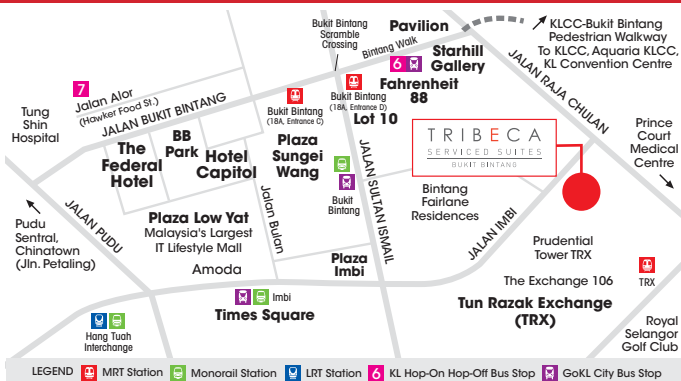 Bukit Bintang
Scramble
Crossing
Pavilion
Bintang Walk
6
Starhill
Gallery
KLCC-Bukit Bintang
Pedestrian Walkway
To KLCC, Aquaria KLCC,
KL Convention Centre
JALAN RAJA CHULAN
7
Jalan Alor
(Hawker Food St.)
JALAN BUKIT BINTANG
Tung
Shin
Hospital
Bukit Bintang
(18A, Entrance C)
Bukit Bintang
(18A, Entrance D)
Fahrenheit
88
Lot 10
TRIBECA
SERVICED SUITES
BUKIT BINTANG
Prince
Court
Medical
Centre
The
Federal
Hotel
BB
Park
Hotel
Capitol
Plaza
Sungei
Wang
Bukit
Bintang
JALAN SULTAN ISMAIL
Bintang
Fairlane
Residences
JALAN IMBI
Pudu
Sentral,
Chinatown
(Jln. Petaling)
JALAN PUDU
Plaza Low Yat
Malaysia's Largest
IT Lifestyle Mall
Jalan Bulan
Amoda
Plaza
Imbi
Prudential
Tower TRX
The Exchange 106
TRX
Tun Razak Exchange
(TRX)
Imbi
Times Square
Hang Tuah
Interchange
Royal
Selangor
Golf Club
LEGEND MRT Station Monorail Station LRT Station 6 KL Hop-On Hop-Off Bus Stop GoKL City Bus Stop